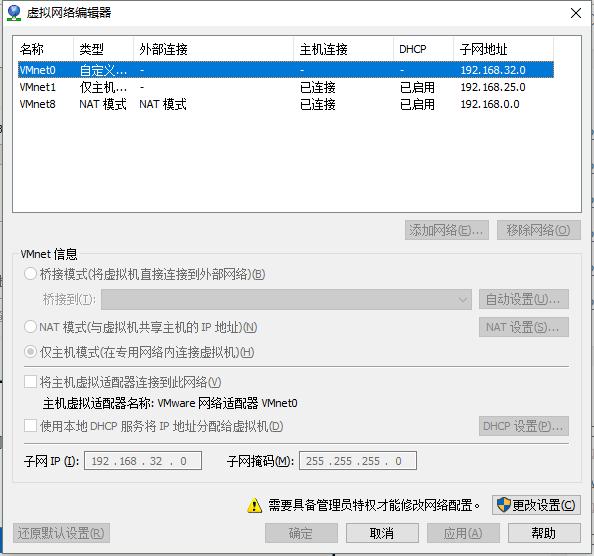 虚拟网络编辑器
名称 类型 外部连接 主机连接 DHCP 子网地址
VMnet0 自定义... - - - 192.168.32.0
VMnet1 仅主机... - 已连接 已启用 192.168.25.0
VMnet8 NAT 模式 NAT 模式 已连接 已启用 192.168.0.0
添加网络(E)... 移除网络(O)
VMnet 信息
桥接模式(将虚拟机直接连接到外部网络)(B)
桥接到(T): 自动设置(U)...
NAT 模式(与虚拟机共享主机的 IP 地址)(N) NAT 设置(S)...
仅主机模式(在专用网络内连接虚拟机)(H)
将主机虚拟适配器连接到此网络(V)
主机虚拟适配器名称: VMware 网络适配器 VMnet0
使用本地 DHCP 服务将 IP 地址分配给虚拟机(D) DHCP 设置(P)...
子网 IP (I): 192 . 168 . 32 . 0 子网掩码(M): 255 . 255 . 255 . 0
需要具备管理员特权才能修改网络配置。 更改设置(C)
还原默认设置(R) 确定 取消 应用(A) 帮助